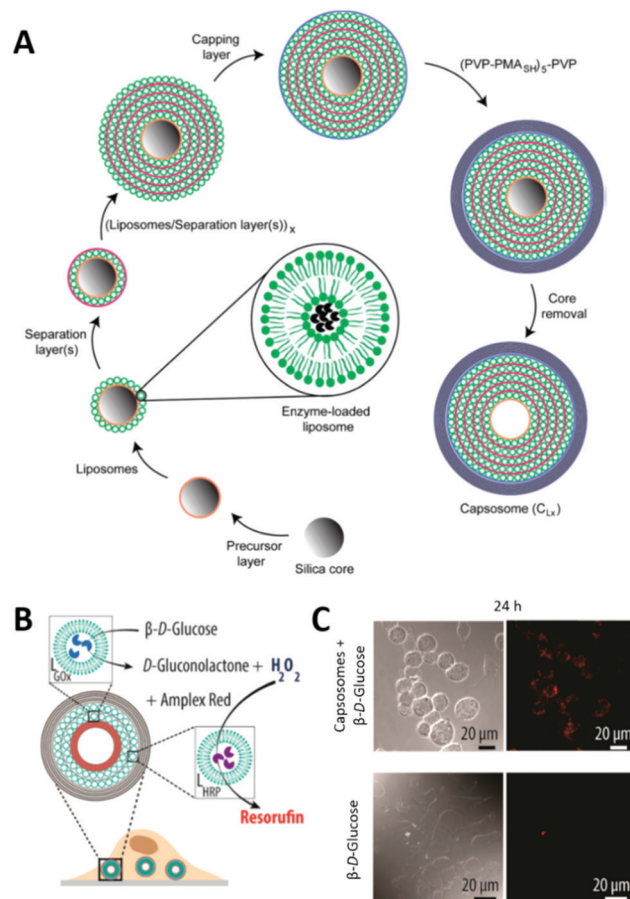 A
Capping
layer
(PVP-PMA_SH)_5-PVP
(Liposomes/Separation layer(s))_x
Separation
layer(s)
Enzyme-loaded
liposome
Core
removal
Liposomes
Capsosome (C_Lx)
Precursor
layer
Silica core
B
β-D-Glucose
D-Gluconolactone + H2O2
L_GOx
+ Amplex Red
L_HRP
Resorufin
C
24 h
Capsosomes +
β-D-Glucose
20 μm
20 μm
β-D-Glucose
20 μm
20 μm